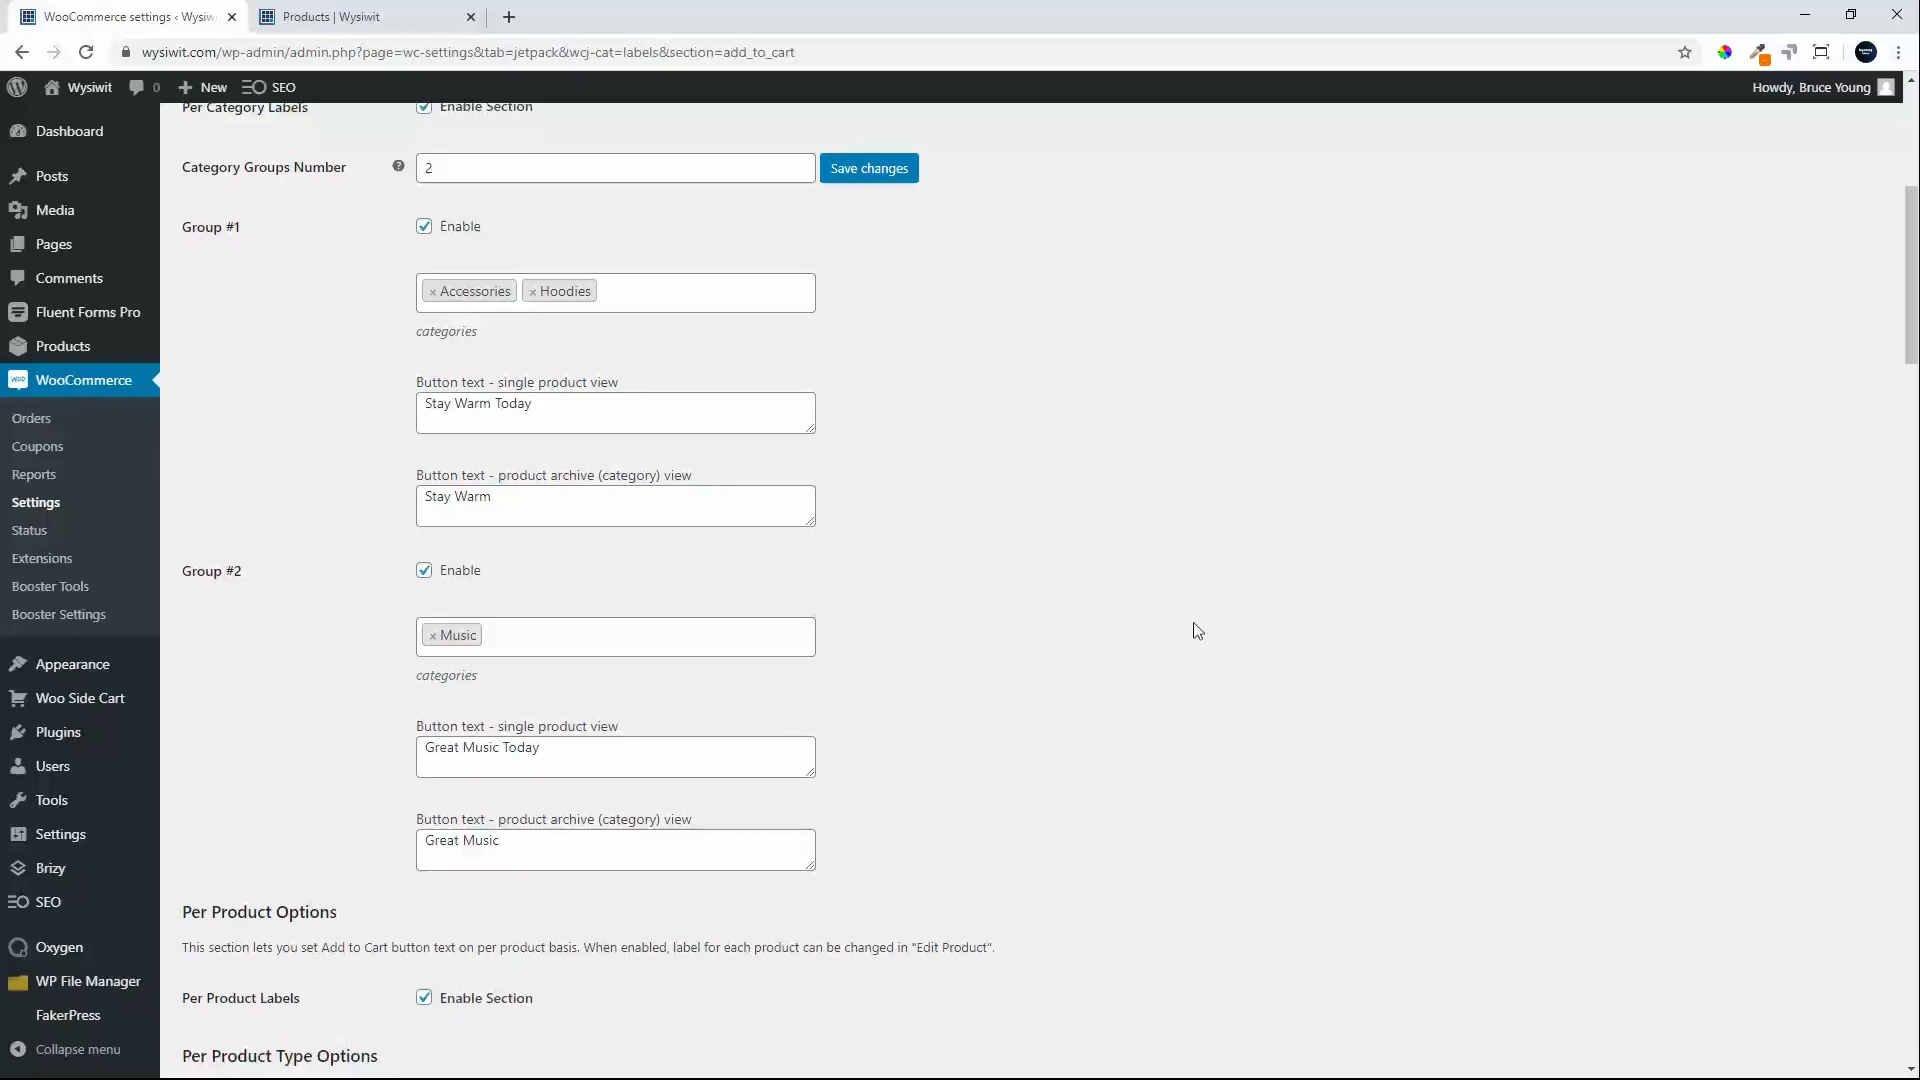 WooCommerce settings ‹ Wysiw
Products | Wysiwit
wysiwit.com/wp-admin/admin.php?page=wc-settings&tab=jetpack&wcj-cat=labels&section=add_to_cart
Wysiwit
0
New
SEO
Howdy, Bruce Young
Dashboard
Posts
Media
Pages
Comments
Fluent Forms Pro
Products
WooCommerce
Orders
Coupons
Reports
Settings
Status
Extensions
Booster Tools
Booster Settings
Appearance
Woo Side Cart
Plugins
Users
Tools
Settings
Brizy
SEO
Oxygen
WP File Manager
FakerPress
Collapse menu
Per Category Labels
Enable Section
Category Groups Number
2
Save changes
Group #1
Enable
× Accessories × Hoodies
categories
Button text - single product view
Stay Warm Today
Button text - product archive (category) view
Stay Warm
Group #2
Enable
× Music
categories
Button text - single product view
Great Music Today
Button text - product archive (category) view
Great Music
Per Product Options
This section lets you set Add to Cart button text on per product basis. When enabled, label for each product can be changed in "Edit Product".
Per Product Labels
Enable Section
Per Product Type Options